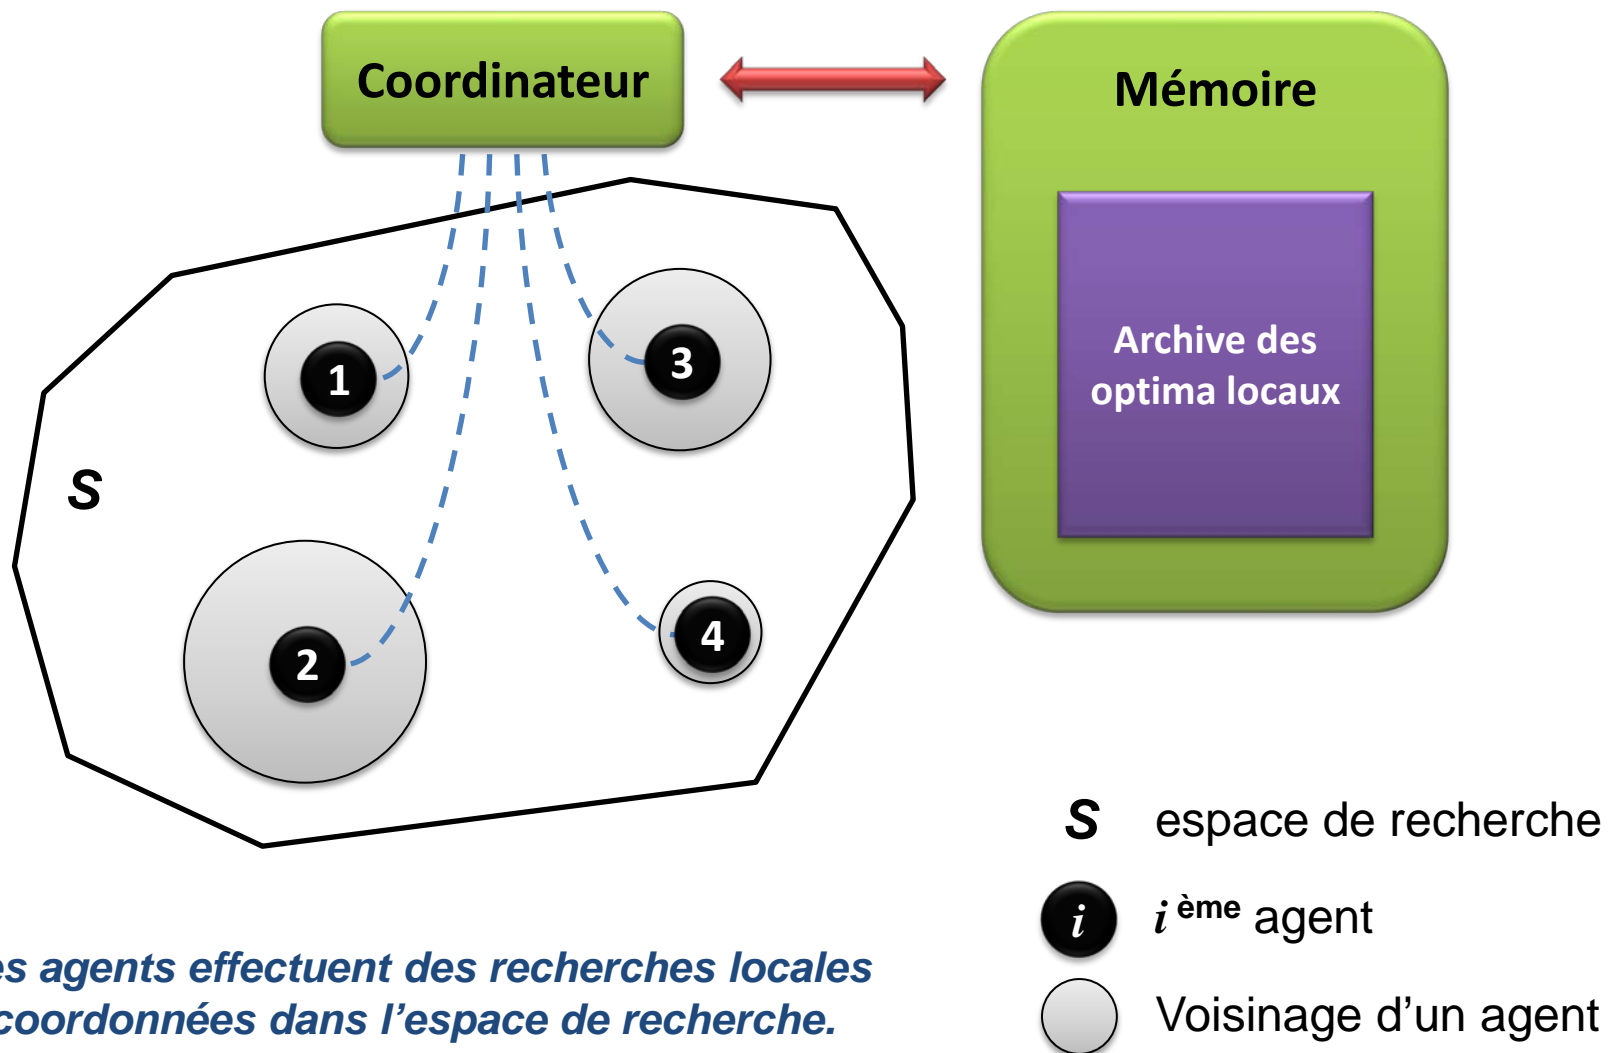 Coordinateur
Mémoire
Archive des
optima locaux
1
3
S
2
4
S espace de recherche
i i ème agent
Voisinage d’un agent
es agents effectuent des recherches locales
coordonnées dans l’espace de recherche.